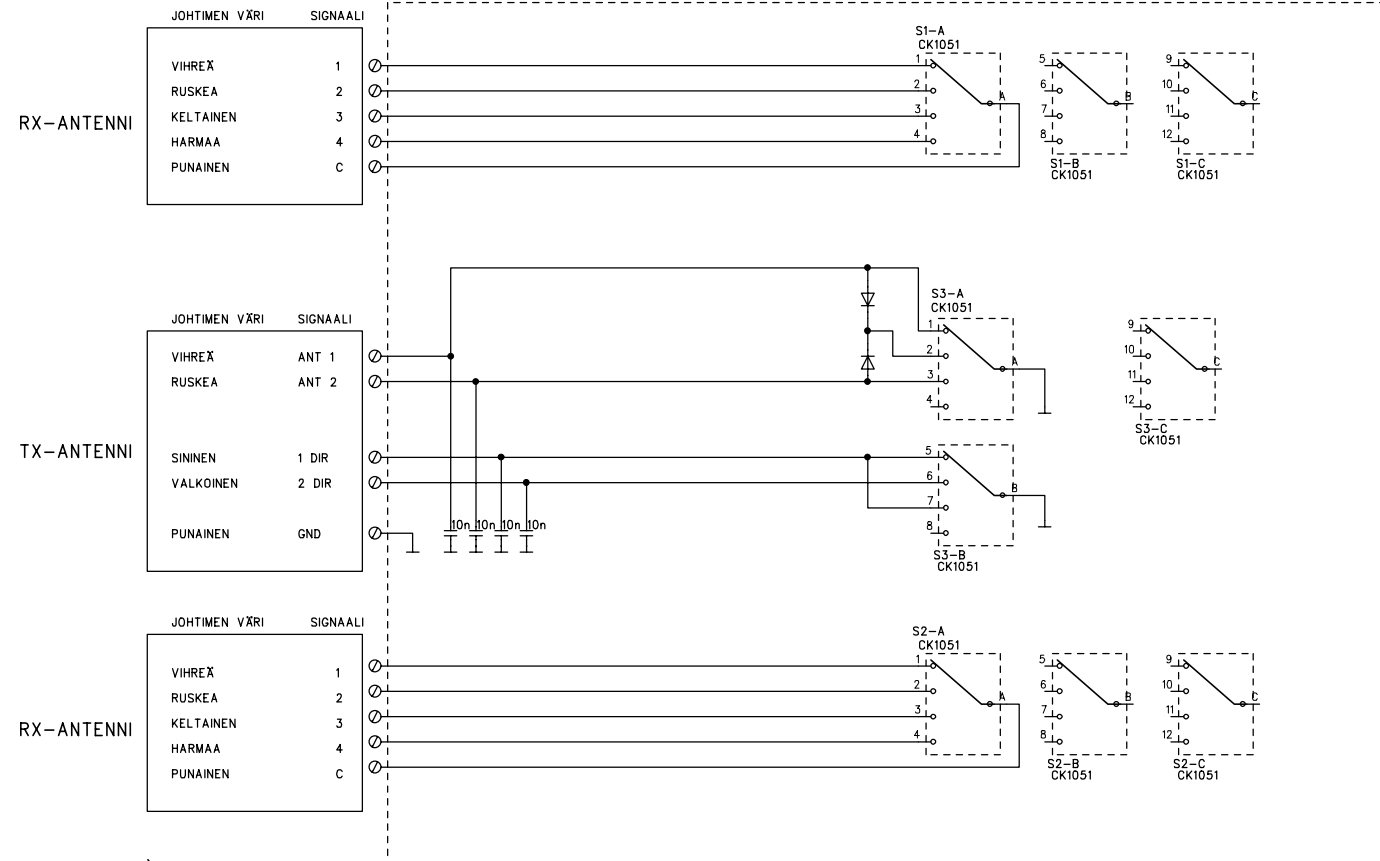 JOHTIMEN VÄRI SIGNAALI
S1-A
CK1051
RX-ANTENNI
VIHREÄ 1
RUSKEA 2
KELTAINEN 3
HARMAA 4
PUNAINEN C
1
2
3
4
A
5
6
7
8
B
S1-B
CK1051
9
10
11
12
C
S1-C
CK1051
JOHTIMEN VÄRI SIGNAALI
TX-ANTENNI
VIHREÄ ANT 1
RUSKEA ANT 2
SININEN 1 DIR
VALKOINEN 2 DIR
PUNAINEN GND
10n 10n 10n 10n
S3-A
CK1051
1
2
3
4
A
5
6
7
8
B
S3-B
CK1051
9
10
11
12
C
S3-C
CK1051
JOHTIMEN VÄRI SIGNAALI
RX-ANTENNI
VIHREÄ 1
RUSKEA 2
KELTAINEN 3
HARMAA 4
PUNAINEN C
S2-A
CK1051
1
2
3
4
A
5
6
7
8
B
S2-B
CK1051
9
10
11
12
C
S2-C
CK1051